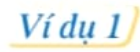 Ví dụ 1